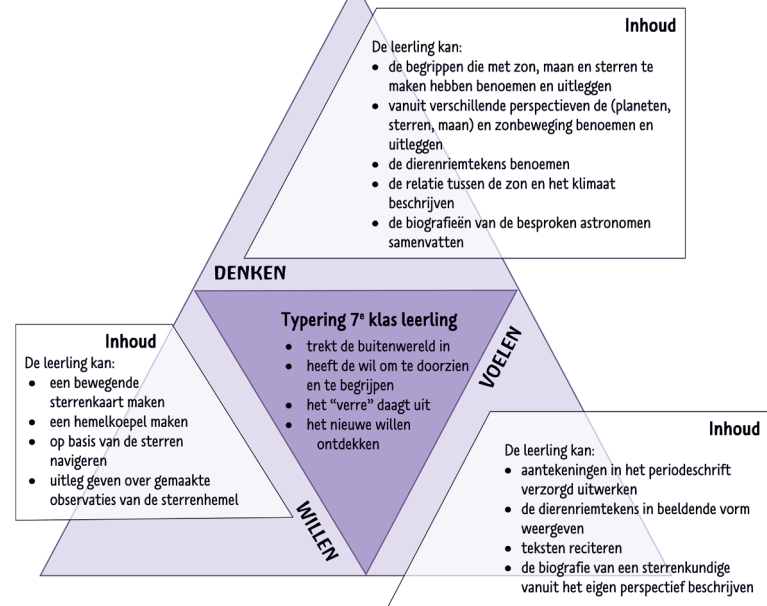 Inhoud
De leerling kan:
• de begrippen die met zon, maan en sterren te
maken hebben benoemen en uitleggen
• vanuit verschillende perspectieven de (planeten,
sterren, maan) en zonbeweging benoemen en
uitleggen
• de dierenriemtekens benoemen
• de relatie tussen de zon en het klimaat
beschrijven
• de biografieën van de besproken astronomen
samenvatten
DENKEN
Typering 7e klas leerling
• trekt de buitenwereld in
• heeft de wil om te doorzien
en te begrijpen
• het “verre” daagt uit
• het nieuwe willen
ontdekken
VOELEN
Inhoud
De leerling kan:
• een bewegende
sterrenkaart maken
• een hemelkoepel maken
• op basis van de sterren
navigeren
• uitleg geven over gemaakte
observaties van de sterrenhemel
WILLEN
Inhoud
De leerling kan:
• aantekeningen in het periodeschrift
verzorgd uitwerken
• de dierenriemtekens in beeldende vorm
weergeven
• teksten reciteren
• de biografie van een sterrenkundige
vanuit het eigen perspectief beschrijven